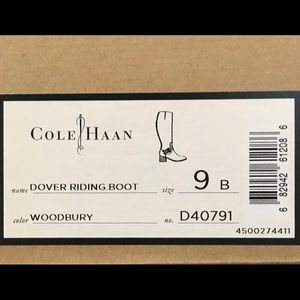 COLE HAAN
name DOVER RIDING.BOOT size 9 B
color WOODBURY no. D40791
6 82942 61208 6
4500274411